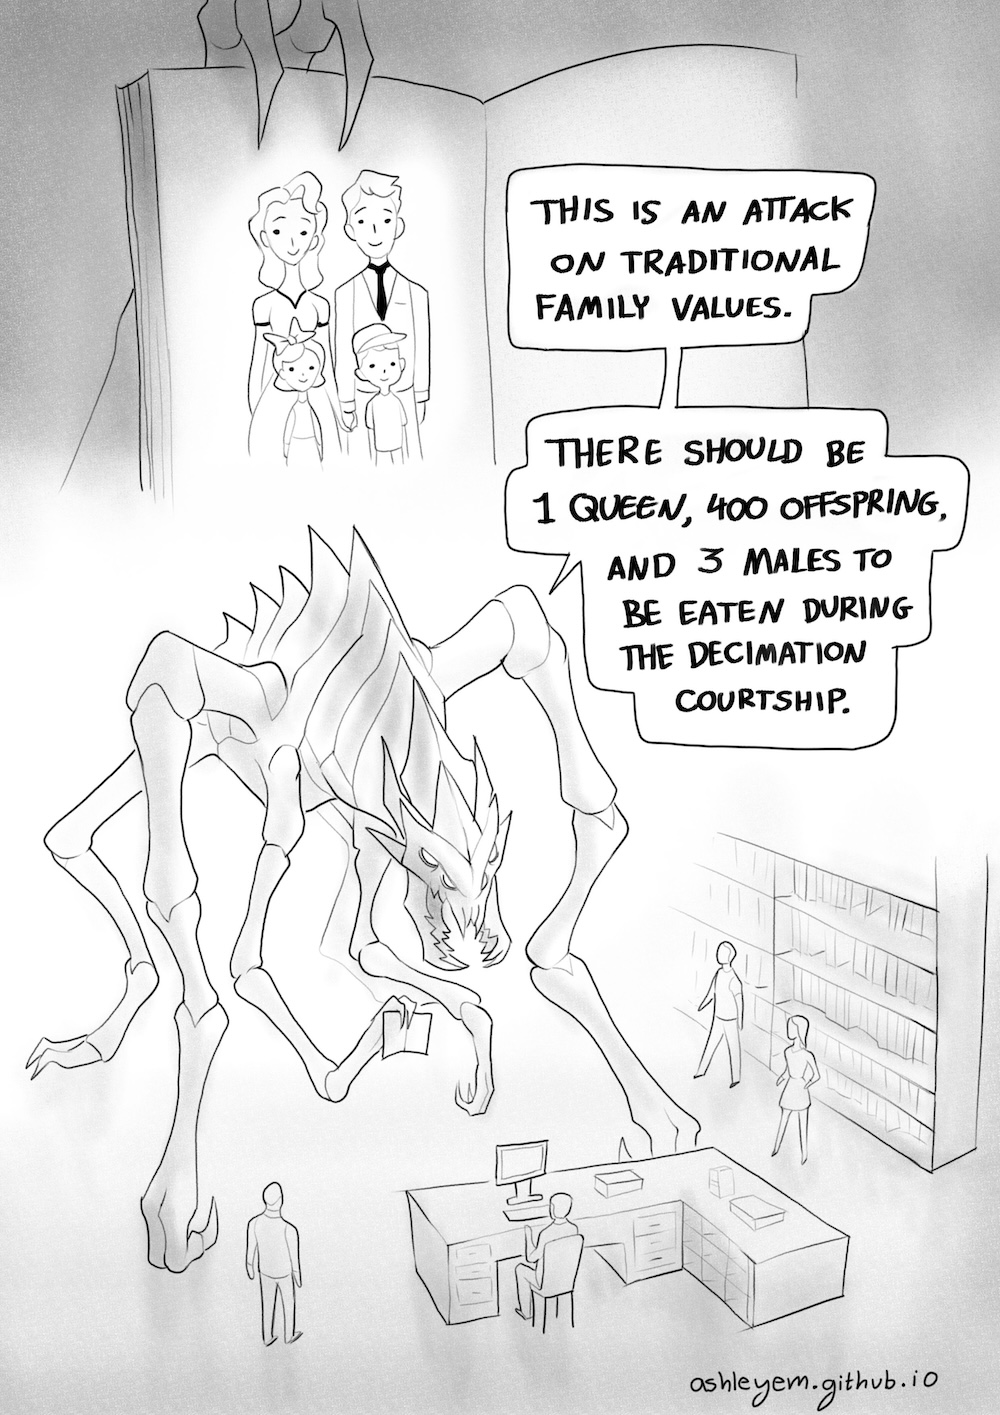 THIS IS AN ATTACK
ON TRADITIONAL
FAMILY VALUES.
THERE SHOULD BE
1 QUEEN, 400 OFFSPRING,
AND 3 MALES TO
BE EATEN DURING
THE DECIMATION
COURTSHIP.
ashleyem.github.io